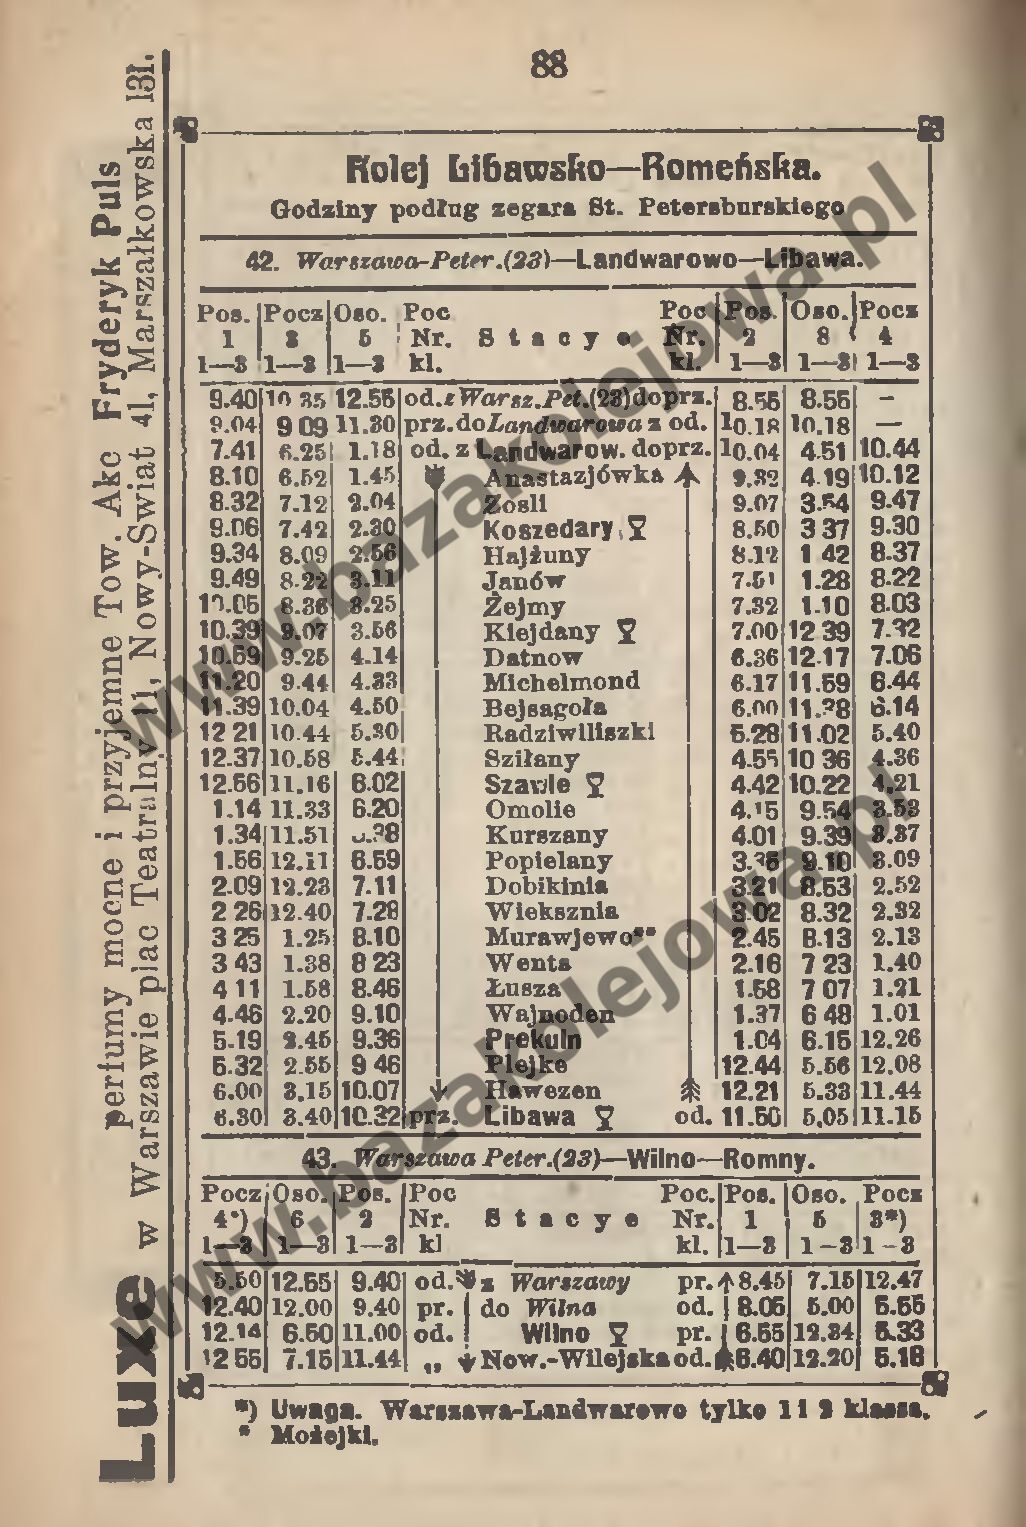 88
Kolej Libawsko—Romeńska.
Godziny podług zegara St. Petersburskiego
42. Warszawa-Peter.(23)—Landwarowo—Libawa.
Pos. Pocz Oso. Poc Poc Pos. Oso. Pocz
1 3 5 Nr. Stacye Nr. 2 8 4
1—3 1—3 1—3 kl. kl. 1—3 1—3 1—3
9.40 10 35 12.55 od. z Warsz.Pet.(23) do prz. 8.55 8.55 —
9.04 9 09 11.30 prz. do Landwarowa z od. 10.18 10.18 —
7.41 6.25 1.18 od. z Landwarow. do prz. 10.04 4.51 10.44
8.10 6.52 1.45 Anastazjówka 9.32 4.19 10.12
8.32 7.12 2.04 Zosli 9.07 3.54 9.47
9.06 7.42 2.30 Koszedary 8.50 3 37 9.30
9.34 8.09 2.56 Hajżuny 8.12 1 42 8.37
9.49 8.22 3.11 Janów 7.51 1.28 8.22
10.05 8.36 3.25 Żejmy 7.32 1.10 8.03
10.39 9.07 3.56 Kiejdany 7.00 12 39 7.32
10.59 9.25 4.14 Datnow 6.36 12.17 7.06
11.20 9.44 4.33 Michelmond 6.17 11.59 6.44
11.39 10.04 4.50 Bejsagoła 6.00 11.38 6.14
12 21 10.44 5.30 Radziwiliszki 5.28 11.02 5.40
12.37 10.58 5.44 Sziłany 4.55 10 36 4.36
12.56 11.16 6.02 Szawle 4.42 10.22 4.21
1.14 11.33 6.20 Omolie 4.15 9.54 3.53
1.34 11.51 6.38 Kurszany 4.01 9.39 3.37
1.56 12.11 6.59 Popielany 3.36 9.10 3.09
2.09 12.23 7.11 Dobikinia 3.21 8.53 2.52
2 26 12.40 7.28 Wieksznia 3.02 8.32 2.32
3 25 1.25 8.10 Murawjewo** 2.45 8.13 2.13
3 43 1.38 8 23 Wenta 2.16 7 23 1.40
4 11 1.58 8.46 Łusza 1.58 7 07 1.21
4.46 2.20 9.10 Wajnoden 1.37 6 48 1.01
5.19 2.45 9.36 Prekuln 1.04 6.15 12.26
5.32 2.55 9 46 Plejke 12.44 5.56 12.08
6.00 3.15 10.07 Hawezen 12.21 5.33 11.44
6.30 3.40 10.32 prz. Libawa od. 11.50 5.05 11.15
43. Warszawa Peter.(23)—Wilno—Romny.
Pocz Oso. Pos. Poc Poc. Pos. Oso. Pocz
4*) 6 2 Nr. Stacye Nr. 1 5 3*)
1—3 1—3 1—3 kl kl. 1—3 1—3 1—3
5.50 12.55 9.40 od. z Warszawy pr. 8.45 7.15 12.47
12.40 12.00 9.40 pr. do Wilna od. 8.05 5.00 5.55
12.14 6.50 11.00 od. Wilno pr. 6.55 12.34 5.33
12 55 7.15 11.44 „ Now.-Wilejska od. 6.40 12.20 5.18
*) Uwaga. Warszawa-Landwarowo tylko 1 i 2 klassa.
* Możejki.
Luxe perfumy mocne i przyjemne Tow. Akc Fryderyk Puls
w Warszawie plac Teatralny 11, Nowy-Swiat 41, Marszałkowska 131.
www.bazakolejowa.pl
www.bazakolejowa.pl